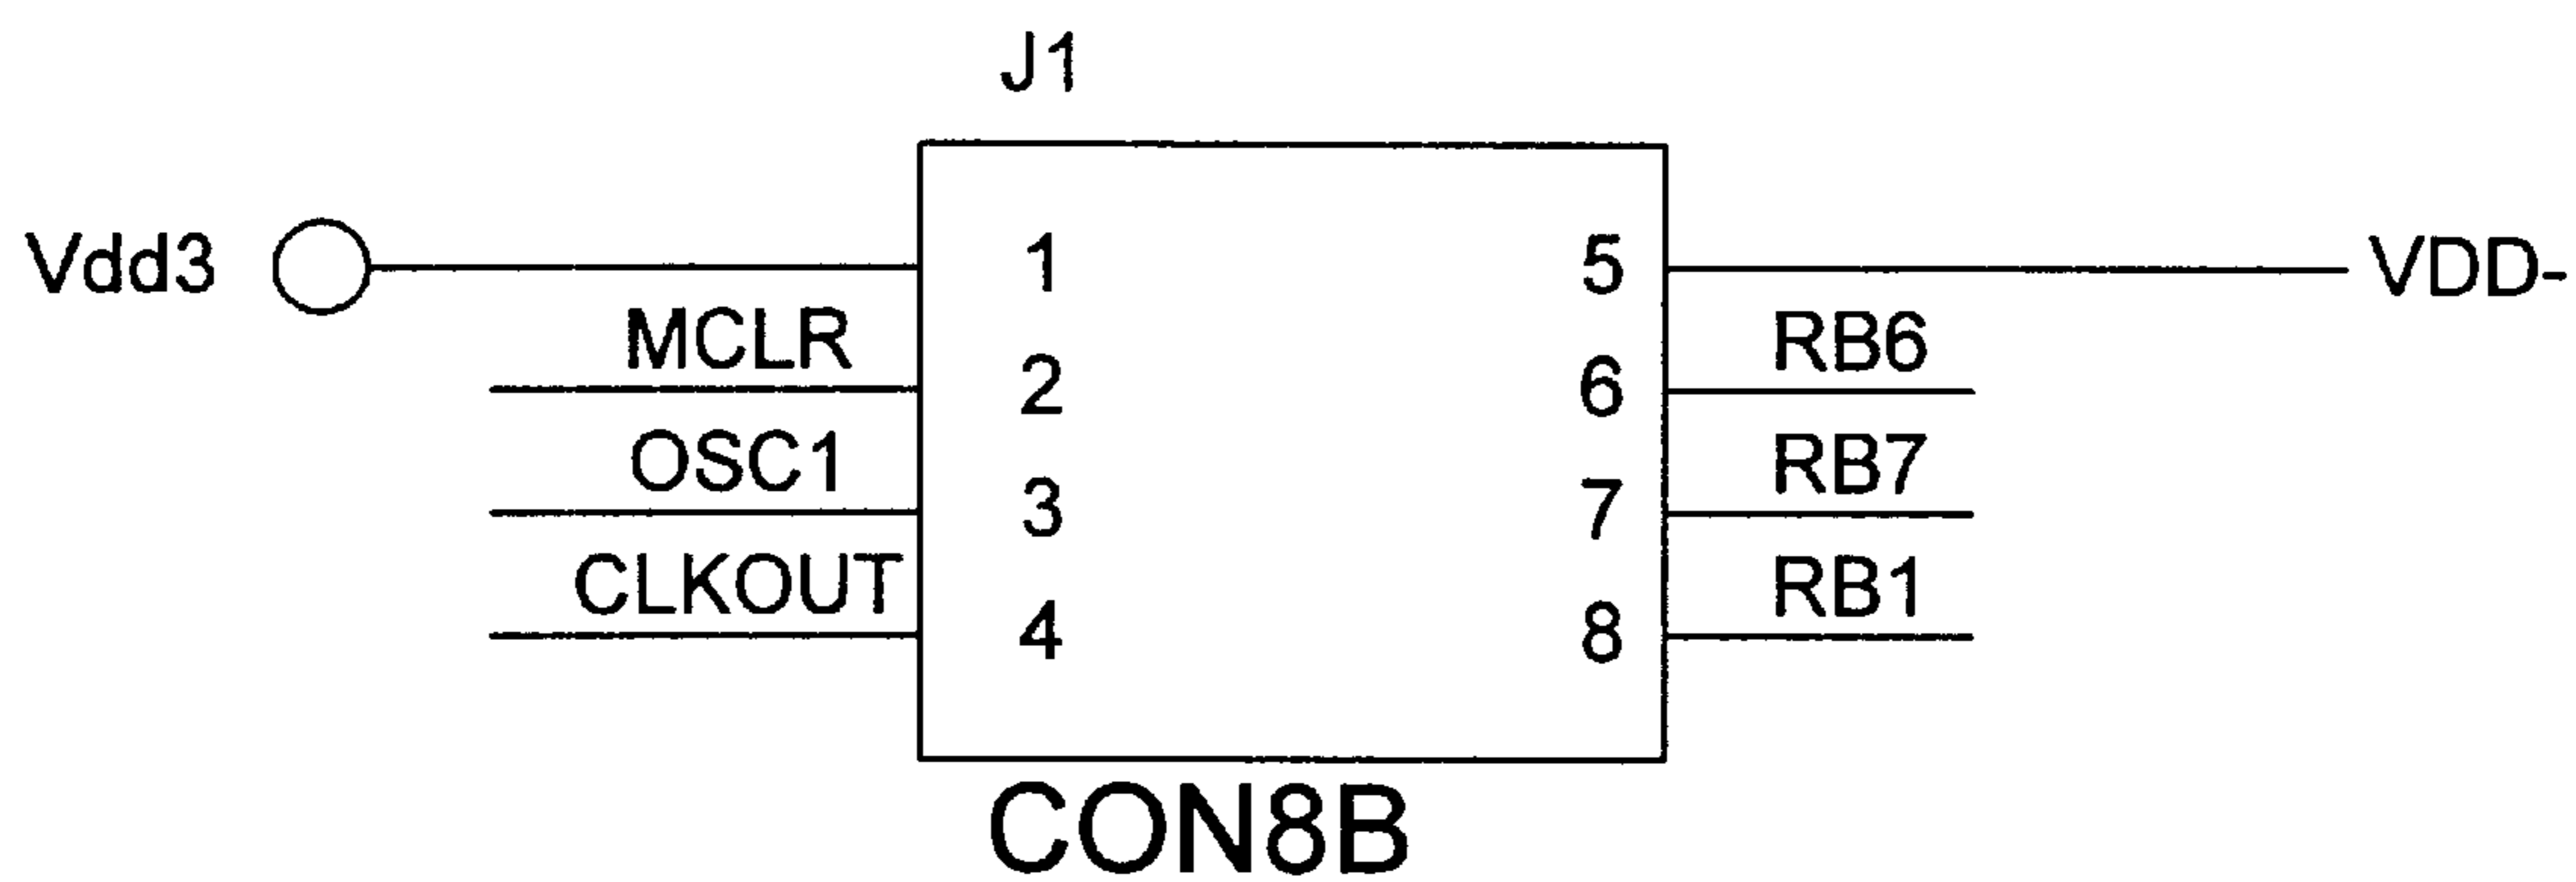 J1
Vdd3 1 5 VDD-
MCLR RB6
2 6
OSC1 RB7
3 7
CLKOUT RB1
4 8
CON8B